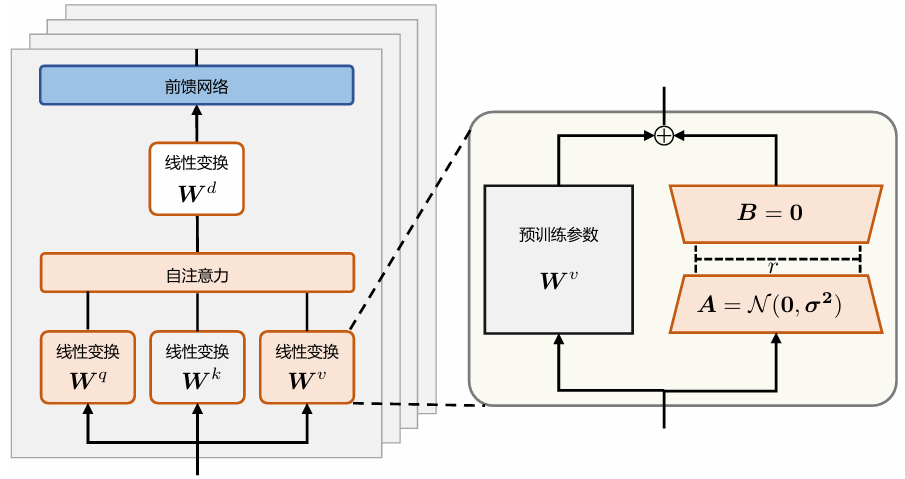 前馈网络
线性变换
W^d
自注意力
线性变换
W^q
线性变换
W^k
线性变换
W^v
预训练参数
W^v
B = 0
r
A = 𝒩(0, σ²)